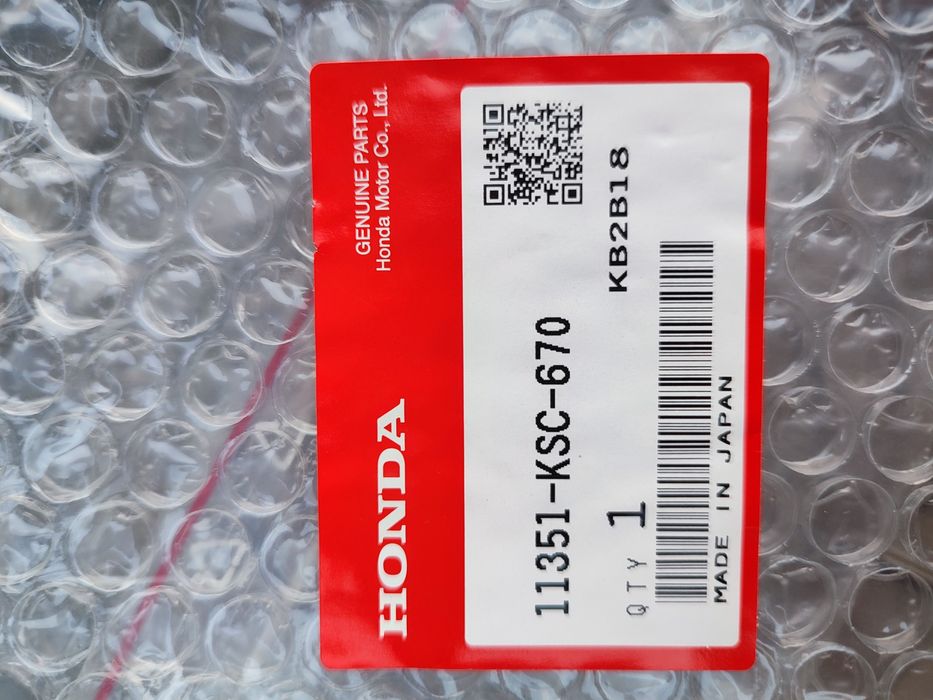 HONDA
GENUINE PARTS
Honda Motor Co., Ltd.
11351-KSC-670
QTY 1
KB2B18
MADE IN JAPAN